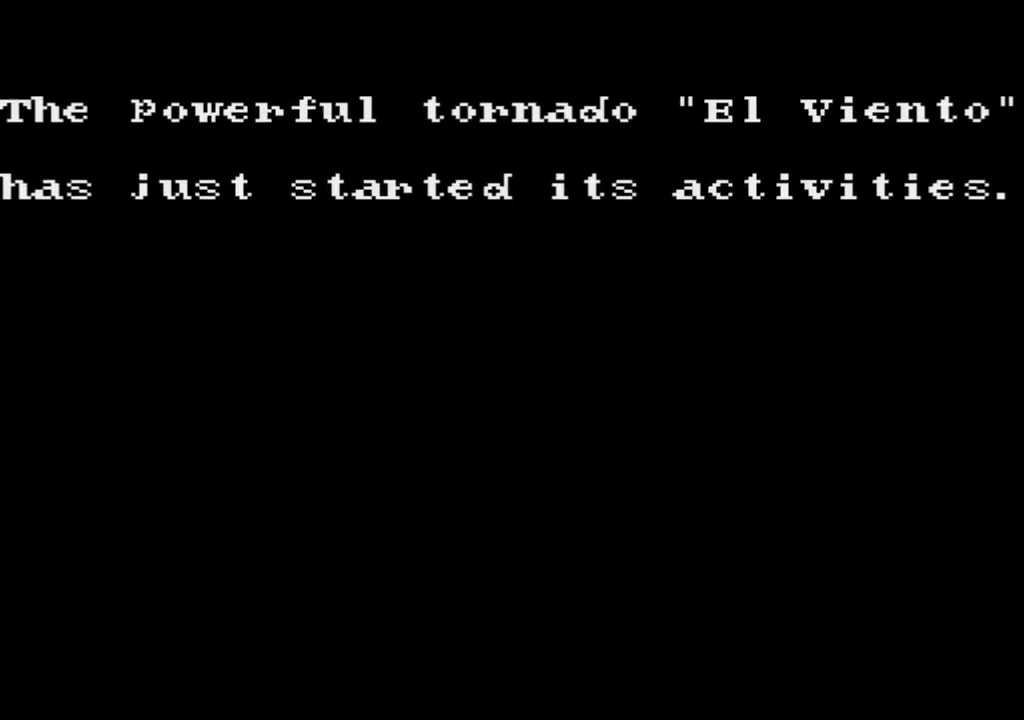 The Powerful tornado "El Viento"
has just started its activities.